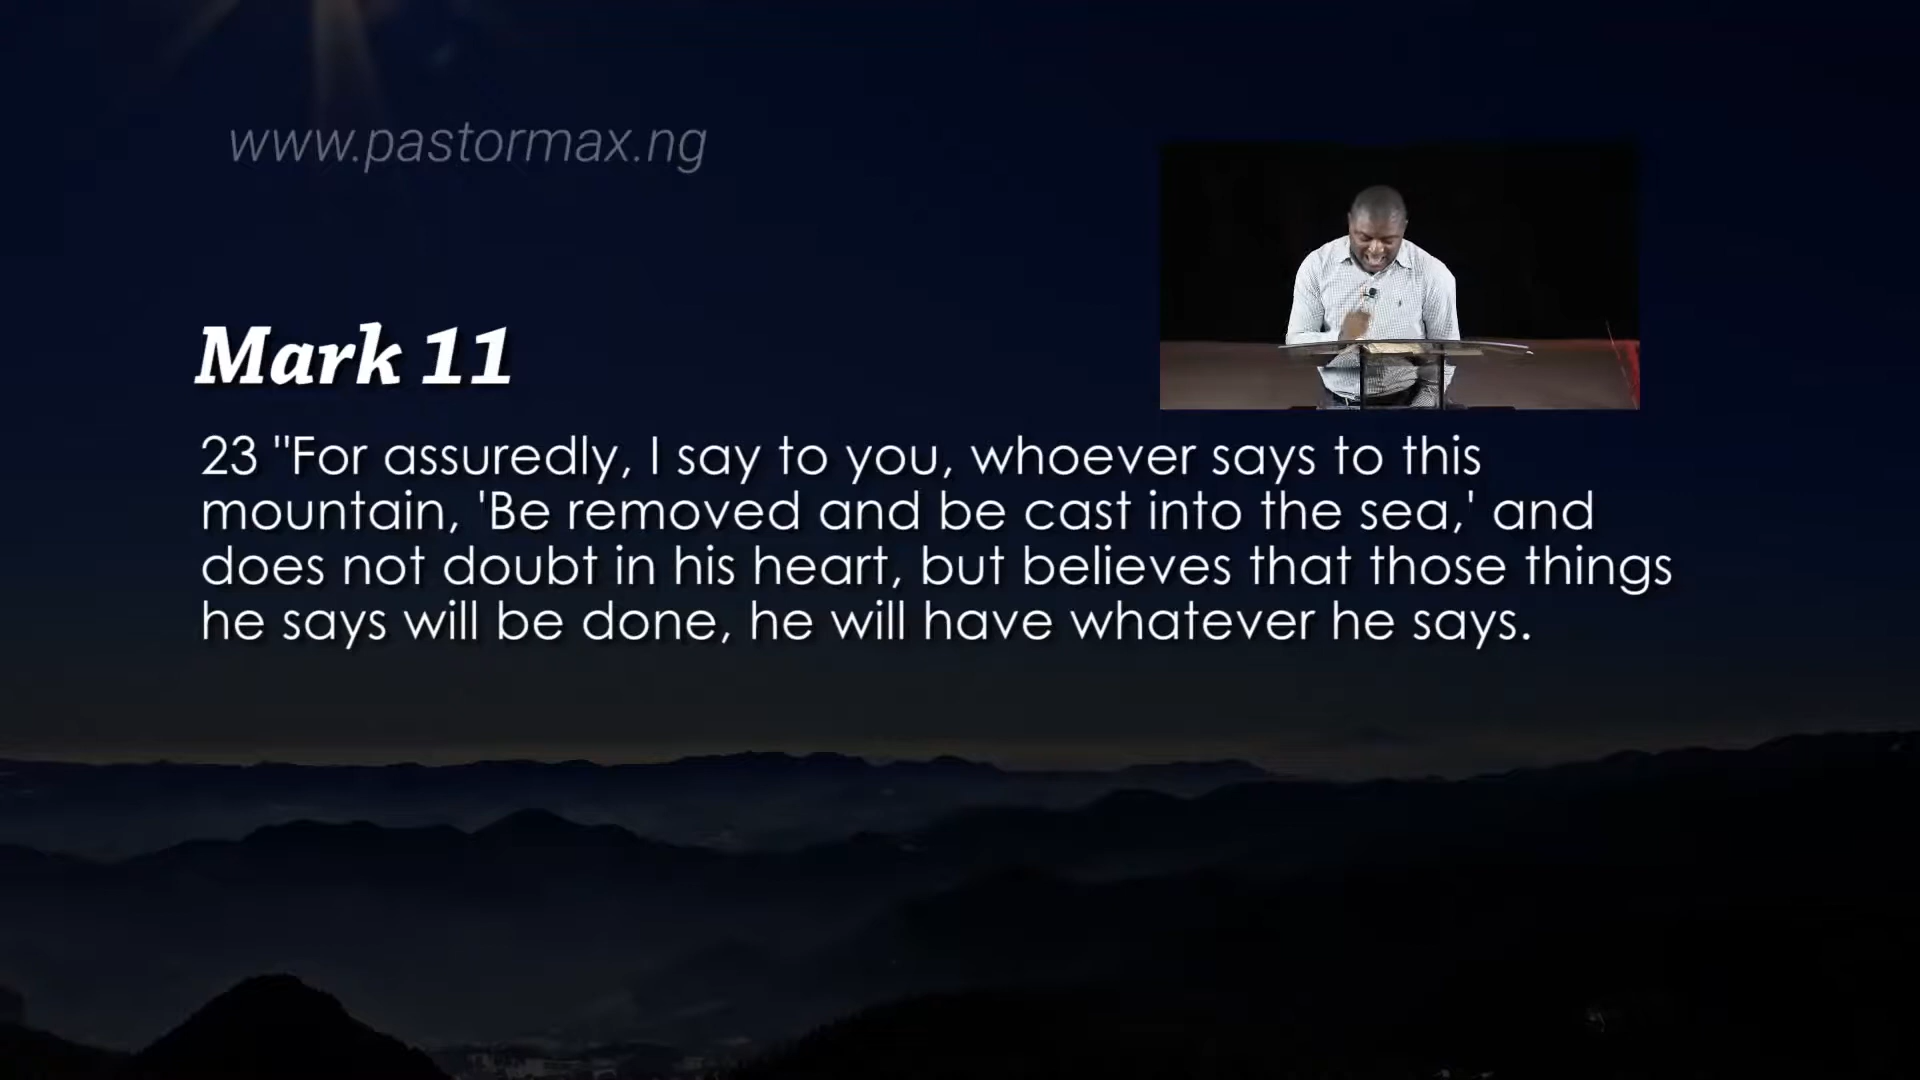 www.pastormax.ng
Mark 11
23 "For assuredly, I say to you, whoever says to this
mountain, 'Be removed and be cast into the sea,' and
does not doubt in his heart, but believes that those things
he says will be done, he will have whatever he says.